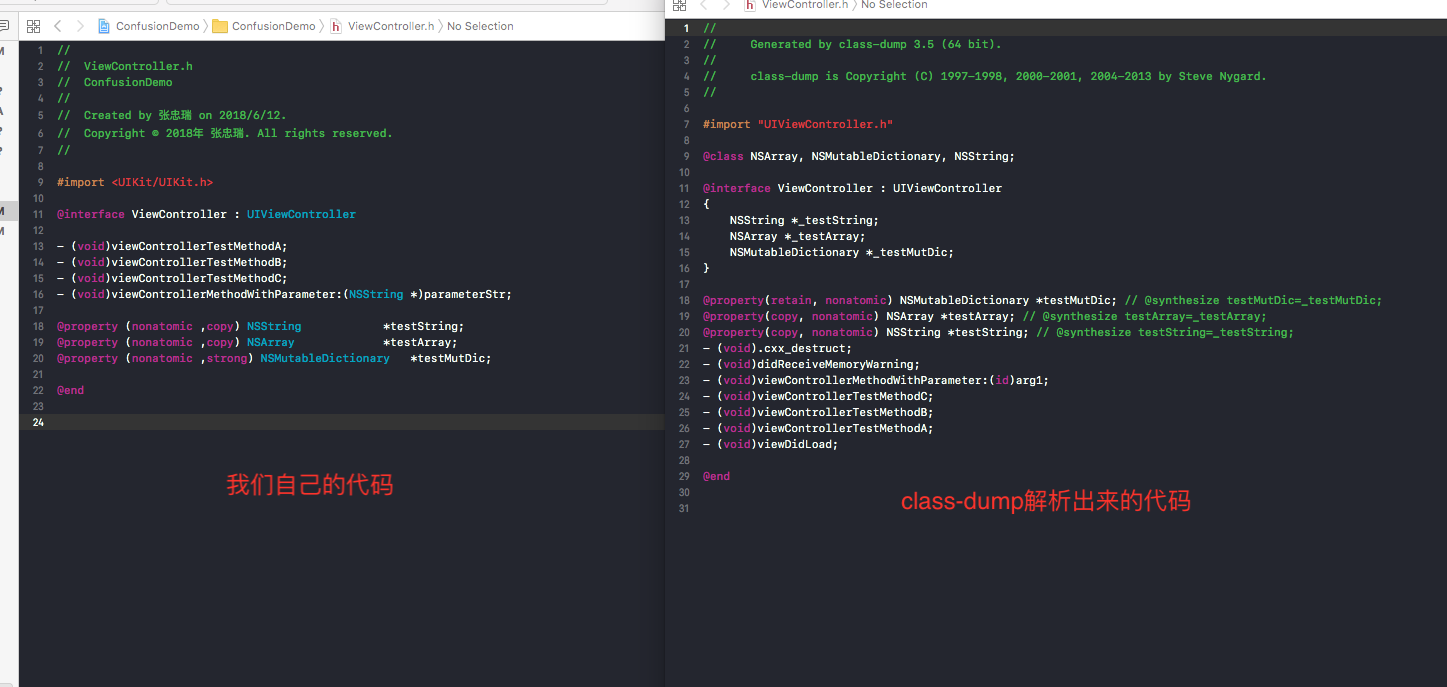 ConfusionDemo ConfusionDemo ViewController.h No Selection
1 //
2 // ViewController.h
3 // ConfusionDemo
4 //
5 // Created by 张忠瑞 on 2018/6/12.
6 // Copyright © 2018年 张忠瑞. All rights reserved.
7 //
8
9 #import <UIKit/UIKit.h>
10
11 @interface ViewController : UIViewController
12
13 - (void)viewControllerTestMethodA;
14 - (void)viewControllerTestMethodB;
15 - (void)viewControllerTestMethodC;
16 - (void)viewControllerMethodWithParameter:(NSString *)parameterStr;
17
18 @property (nonatomic ,copy) NSString *testString;
19 @property (nonatomic ,copy) NSArray *testArray;
20 @property (nonatomic ,strong) NSMutableDictionary *testMutDic;
21
22 @end
23
24
我们自己的代码
ViewController.h No Selection
1 //
2 // Generated by class-dump 3.5 (64 bit).
3 //
4 // class-dump is Copyright (C) 1997-1998, 2000-2001, 2004-2013 by Steve Nygard.
5 //
6
7 #import "UIViewController.h"
8
9 @class NSArray, NSMutableDictionary, NSString;
10
11 @interface ViewController : UIViewController
12 {
13 NSString *_testString;
14 NSArray *_testArray;
15 NSMutableDictionary *_testMutDic;
16 }
17
18 @property(retain, nonatomic) NSMutableDictionary *testMutDic; // @synthesize testMutDic=_testMutDic;
19 @property(copy, nonatomic) NSArray *testArray; // @synthesize testArray=_testArray;
20 @property(copy, nonatomic) NSString *testString; // @synthesize testString=_testString;
21 - (void).cxx_destruct;
22 - (void)didReceiveMemoryWarning;
23 - (void)viewControllerMethodWithParameter:(id)arg1;
24 - (void)viewControllerTestMethodC;
25 - (void)viewControllerTestMethodB;
26 - (void)viewControllerTestMethodA;
27 - (void)viewDidLoad;
28
29 @end
30
31
class-dump解析出来的代码